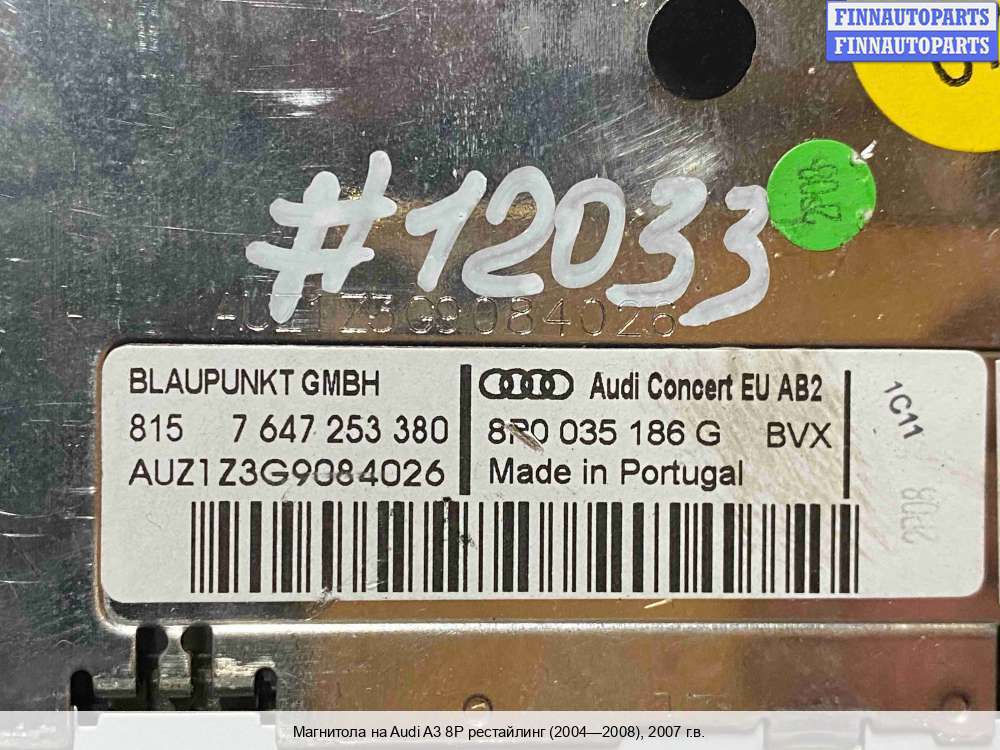 FINNAUTOPARTS
FINNAUTOPARTS
#12033
AUZ1Z3G9084026
BLAUPUNKT GMBH
815 7 647 253 380
AUZ1Z3G9084026
Audi Concert EU AB2
8P0 035 186 G BVX
Made in Portugal
1C11
Магнитола на Audi A3 8P рестайлинг (2004—2008), 2007 г.в.